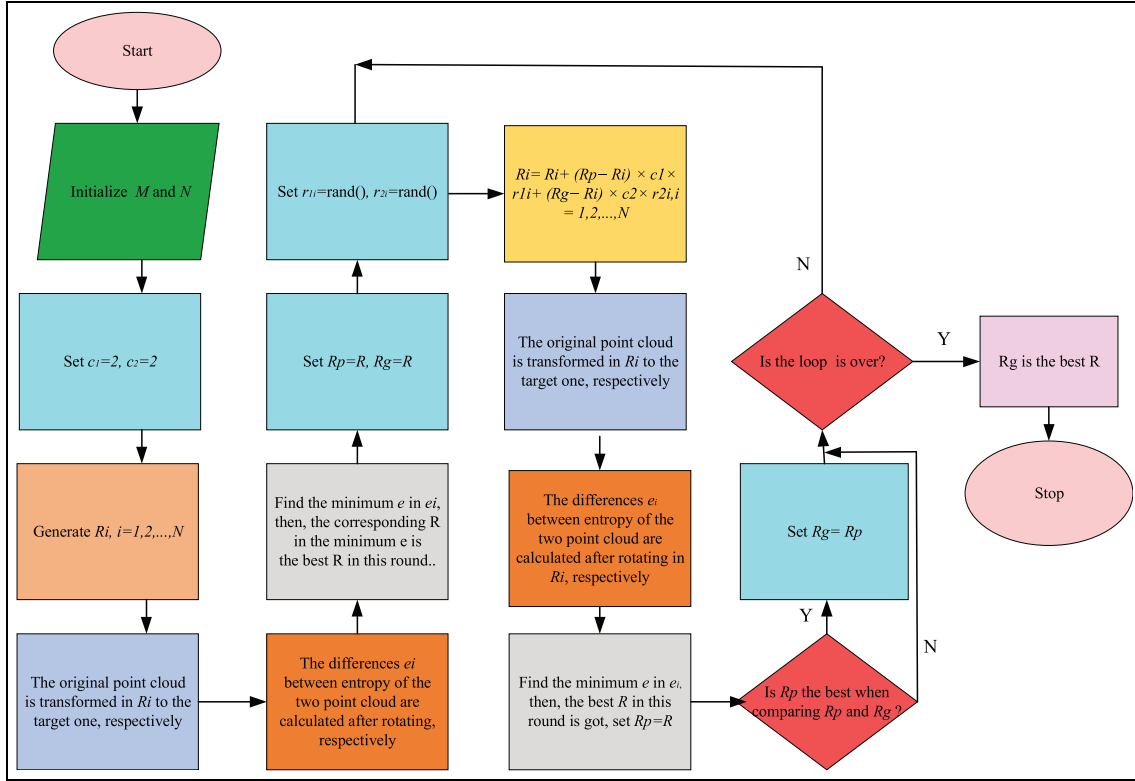 Start
Initialize M and N
Set c1=2, c2=2
Generate Ri, i=1,2,...,N
The original point cloud
is transformed in Ri to the
target one, respectively
The differences ei
between entropy of the
two point cloud are
calculated after rotating,
respectively
Find the minimum e in ei,
then, the corresponding R
in the minimum e is
the best R in this round..
Set Rp=R, Rg=R
Set r1i=rand(), r2i=rand()
Ri= Ri+ (Rp− Ri) × c1×
r1i+ (Rg− Ri) × c2× r2i,i
= 1,2,...,N
The original point cloud
is transformed in Ri to the
target one, respectively
The differences ei
between entropy of the
two point cloud are
calculated after rotating in
Ri, respectively
Find the minimum e in ei,
then, the best R in this
round is got, set Rp=R
Is Rp the best when
comparing Rp and Rg ?
Y
N
Set Rg= Rp
Is the loop is over?
N
Y
Rg is the best R
Stop